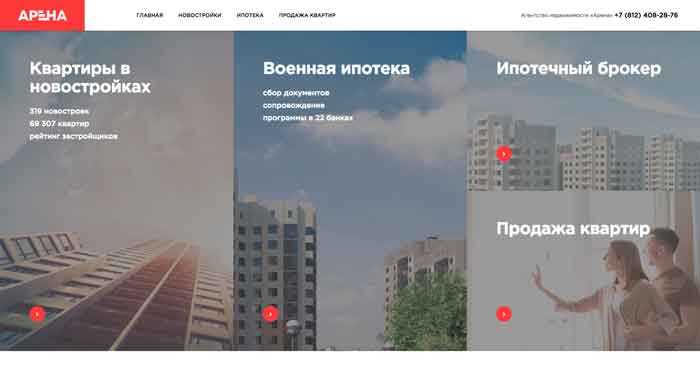 АРЕНА
ГЛАВНАЯ НОВОСТРОЙКИ ИПОТЕКА ПРОДАЖА КВАРТИР
Агентство недвижимости «Арена» +7 (812) 408-28-76
Квартиры в
новостройках
319 новостроек
69 307 квартир
рейтинг застройщиков
Военная ипотека
сбор документов
сопровождение
программы в 22 банках
Ипотечный брокер
Продажа квартир